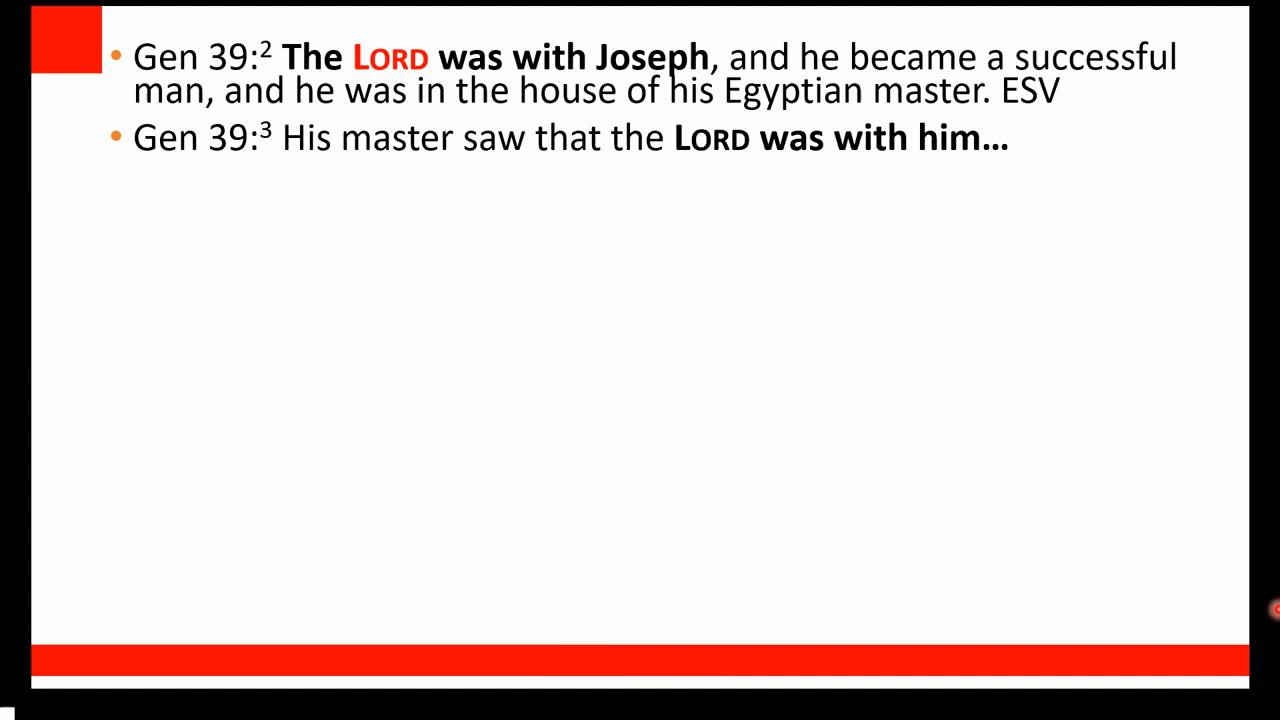 • Gen 39:² The LORD was with Joseph, and he became a successful
man, and he was in the house of his Egyptian master. ESV
• Gen 39:³ His master saw that the LORD was with him…